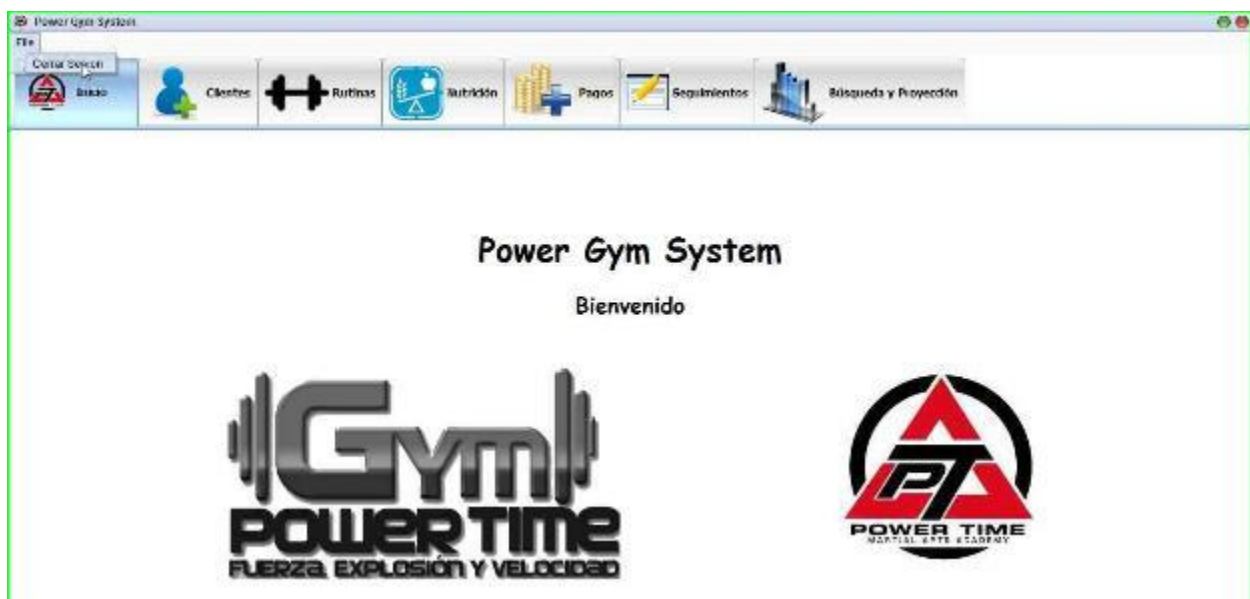 Power Gym System
File
Cerrar Sesion
Inicio
Clientes
Rutinas
Nutrición
Pagos
Seguimientos
Búsqueda y Proyección
Power Gym System
Bienvenido
GYM
POWER TIME
FUERZA, EXPLOSIÓN Y VELOCIDAD
PT
POWER TIME
MARTIAL ARTS ACADEMY